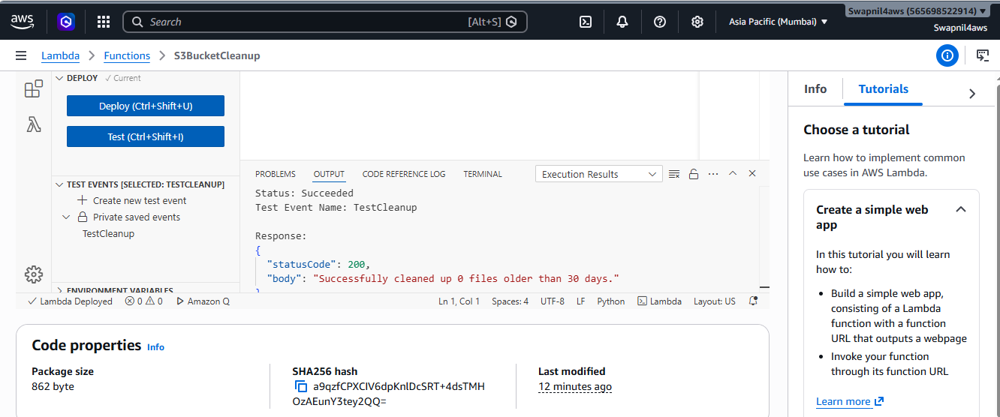 aws
Search
[Alt+S]
Asia Pacific (Mumbai) ▼
Swapnil4aws (565698522914) ▼
Swapnil4aws
Lambda > Functions > S3BucketCleanup
DEPLOY ✓ Current
Deploy (Ctrl+Shift+U)
Test (Ctrl+Shift+I)
TEST EVENTS [SELECTED: TESTCLEANUP]
Create new test event
Private saved events
TestCleanup
ENVIRONMENT VARIABLES
PROBLEMS OUTPUT CODE REFERENCE LOG TERMINAL Execution Results
Status: Succeeded
Test Event Name: TestCleanup
Response:
{
"statusCode": 200,
"body": "Successfully cleaned up 0 files older than 30 days."
}
Lambda Deployed 0 0 Amazon Q Ln 1, Col 1 Spaces: 4 UTF-8 LF Python Lambda Layout: US
Code properties Info
Package size
862 byte
SHA256 hash
a9qzfCPXCIV6dpKnlDcSRT+4dsTMH
OzAEunY3tey2QQ=
Last modified
12 minutes ago
Info Tutorials
Choose a tutorial
Learn how to implement common
use cases in AWS Lambda.
Create a simple web
app
In this tutorial you will learn
how to:
• Build a simple web app,
consisting of a Lambda
function with a function
URL that outputs a webpage
• Invoke your function
through its function URL
Learn more